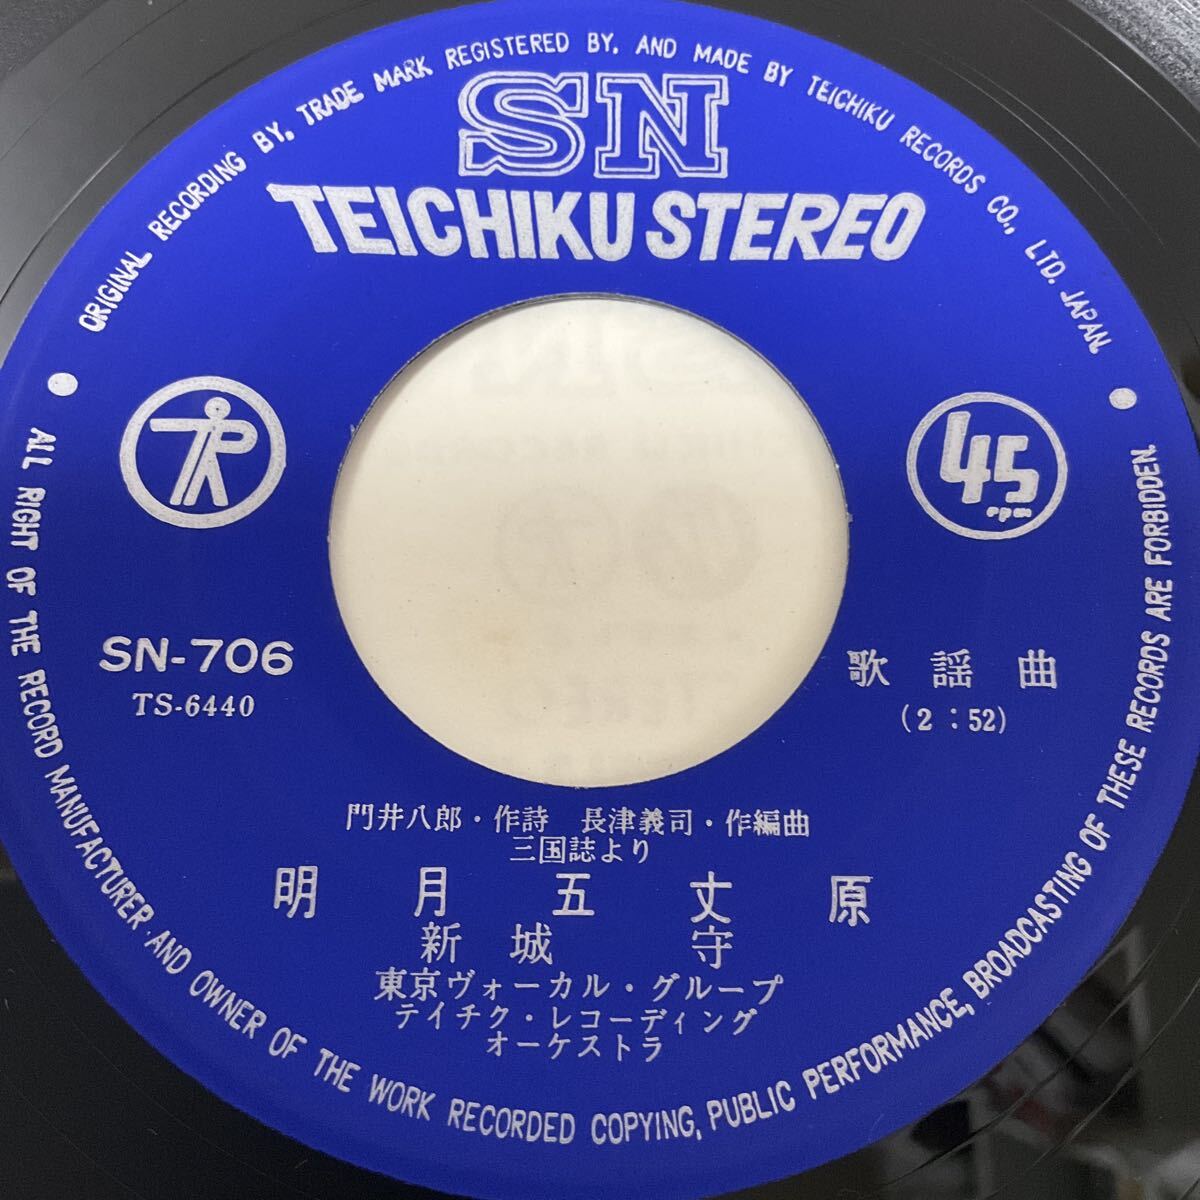 ORIGINAL RECORDING BY, TRADE MARK REGISTERED BY, AND MADE BY TEICHIKU RECORDS CO., LTD. JAPAN.
SN
TEICHIKU STEREO
TR
45
rpm
SN-706
TS-6440
歌謡曲
(2:52)
門井八郎・作詩 長津義司・作編曲
三国誌より
明月五丈原
新城 守
東京ヴォーカル・グループ
テイチク・レコーディング
オーケストラ
ALL RIGHT OF THE RECORD MANUFACTURER AND OWNER OF THE WORK RECORDED COPYING, PUBLIC PERFORMANCE, BROADCASTING OF THESE RECORDS ARE FORBIDDEN.